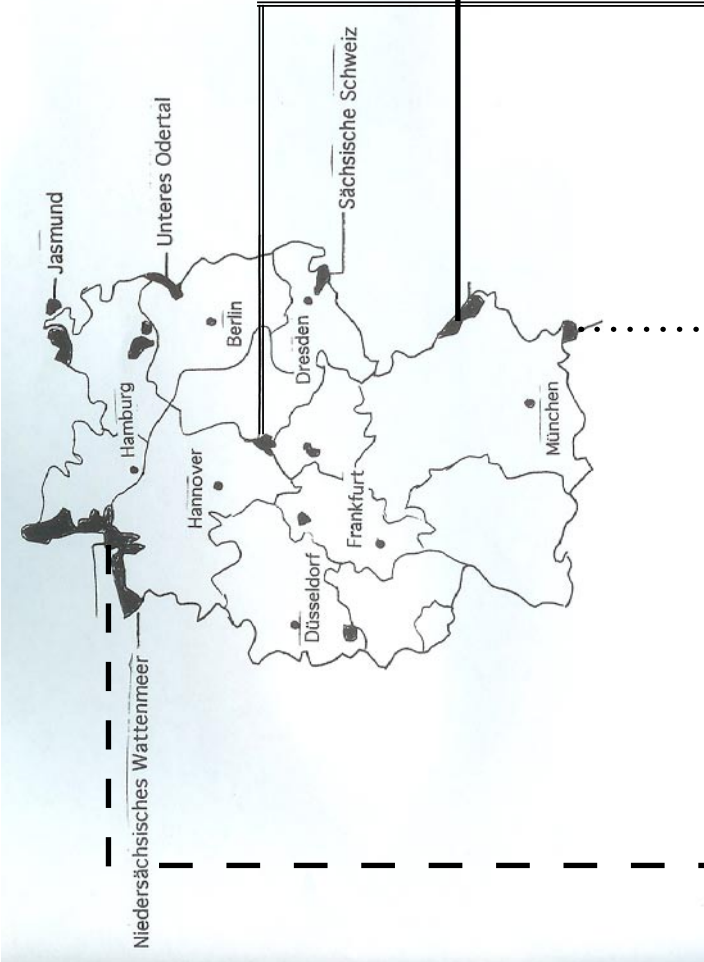 Jasmund
Unteres Odertal
Hamburg
Berlin
Hannover
Dresden
Sächsische Schweiz
Düsseldorf
Frankfurt
München
Niedersächsisches Wattenmeer